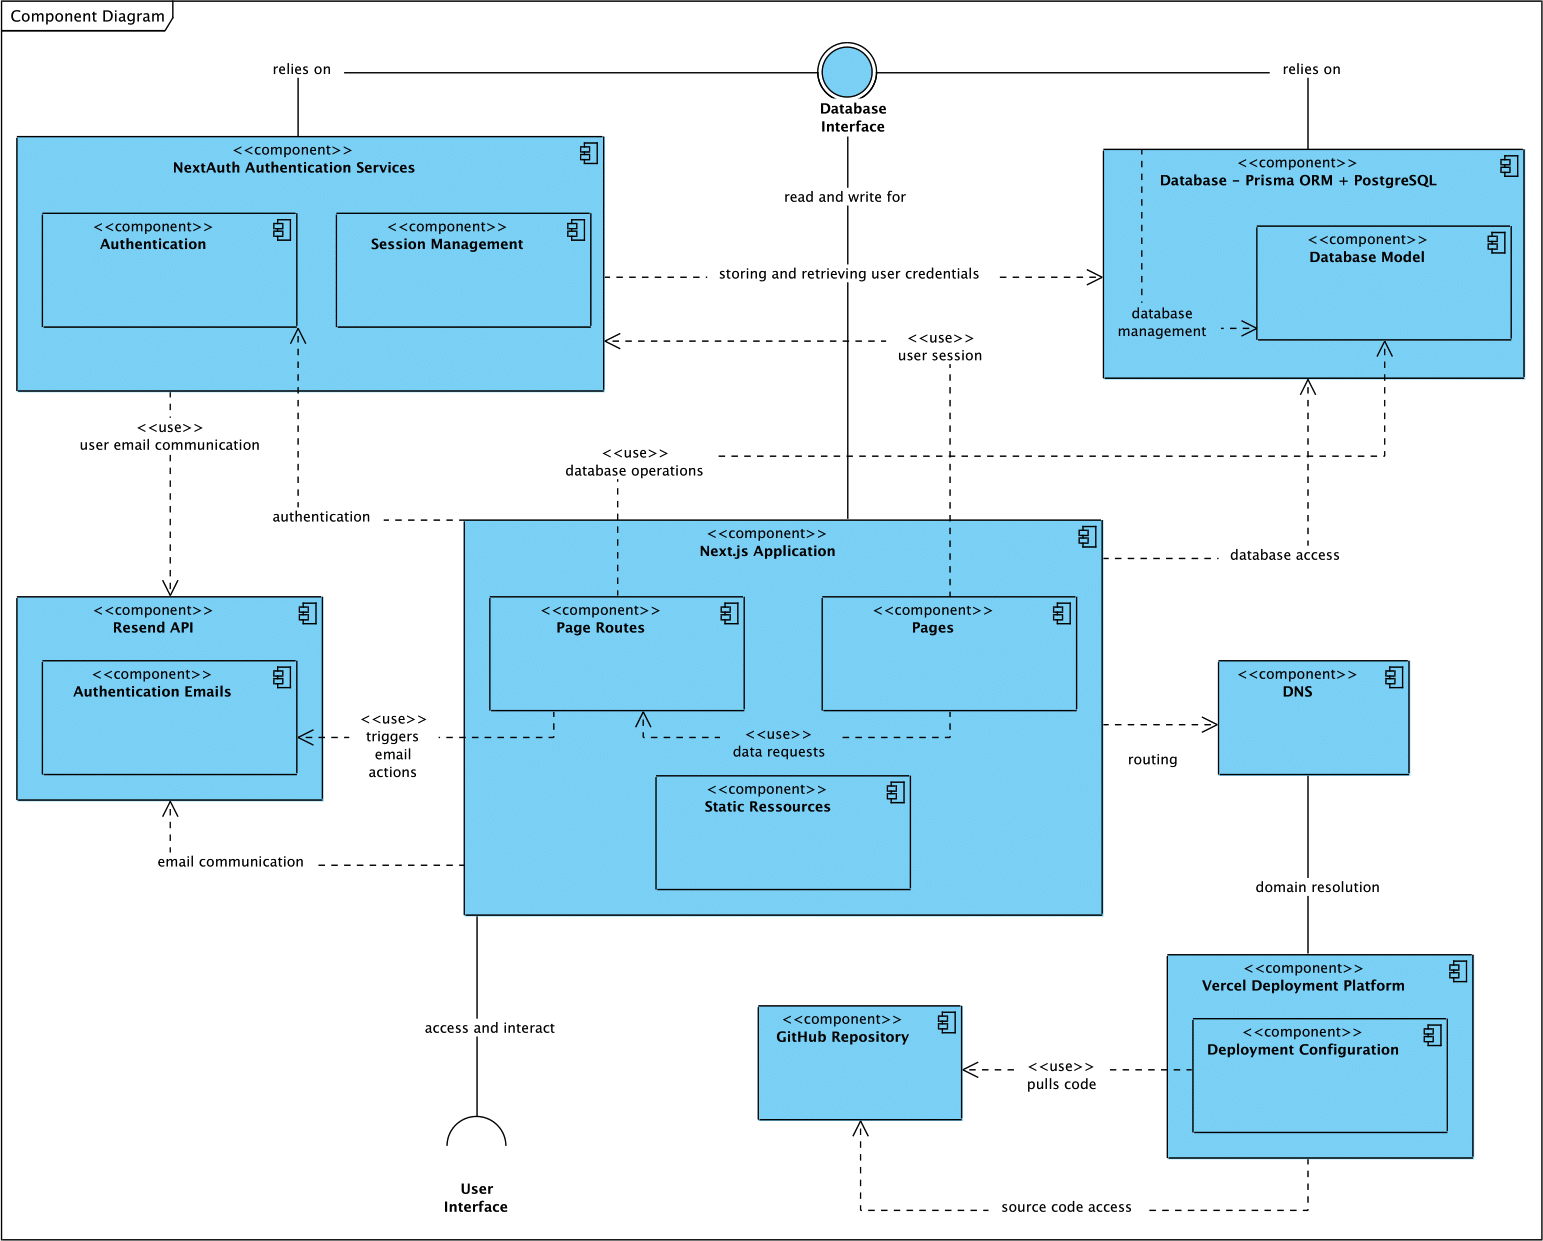 Component Diagram
relies on
relies on
Database
Interface
<<component>>
NextAuth Authentication Services
<<component>>
Database – Prisma ORM + PostgreSQL
read and write for
<<component>>
Authentication
<<component>>
Session Management
<<component>>
Database Model
storing and retrieving user credentials
database
management
<<use>>
user session
<<use>>
user email communication
<<use>>
database operations
authentication
<<component>>
Next.js Application
database access
<<component>>
Resend API
<<component>>
Page Routes
<<component>>
Pages
<<component>>
Authentication Emails
<<component>>
DNS
<<use>>
triggers
email
actions
<<use>>
data requests
routing
<<component>>
Static Ressources
email communication
domain resolution
<<component>>
Vercel Deployment Platform
access and interact
<<component>>
GitHub Repository
<<component>>
Deployment Configuration
<<use>>
pulls code
User
Interface
source code access